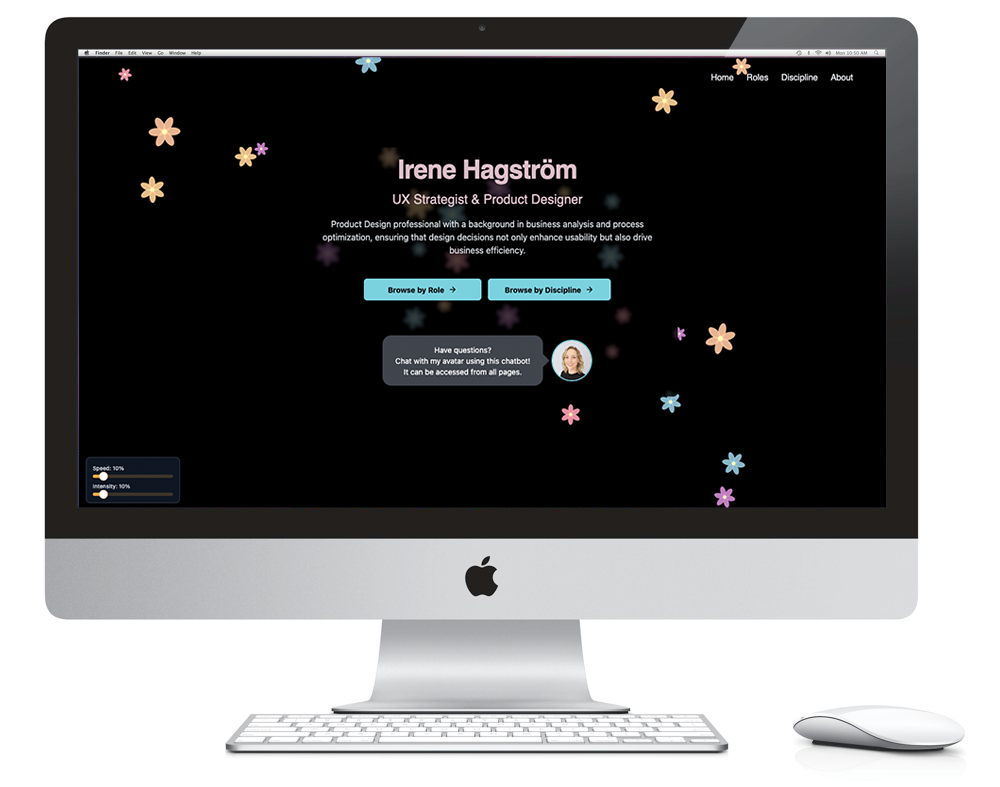 Finder File Edit View Go Window Help
Mon 10:50 AM
Home Roles Discipline About
Irene Hagström
UX Strategist & Product Designer
Product Design professional with a background in business analysis and process
optimization, ensuring that design decisions not only enhance usability but also drive
business efficiency.
Browse by Role →
Browse by Discipline →
Have questions?
Chat with my avatar using this chatbot!
It can be accessed from all pages.
Speed: 10%
Intensity: 10%